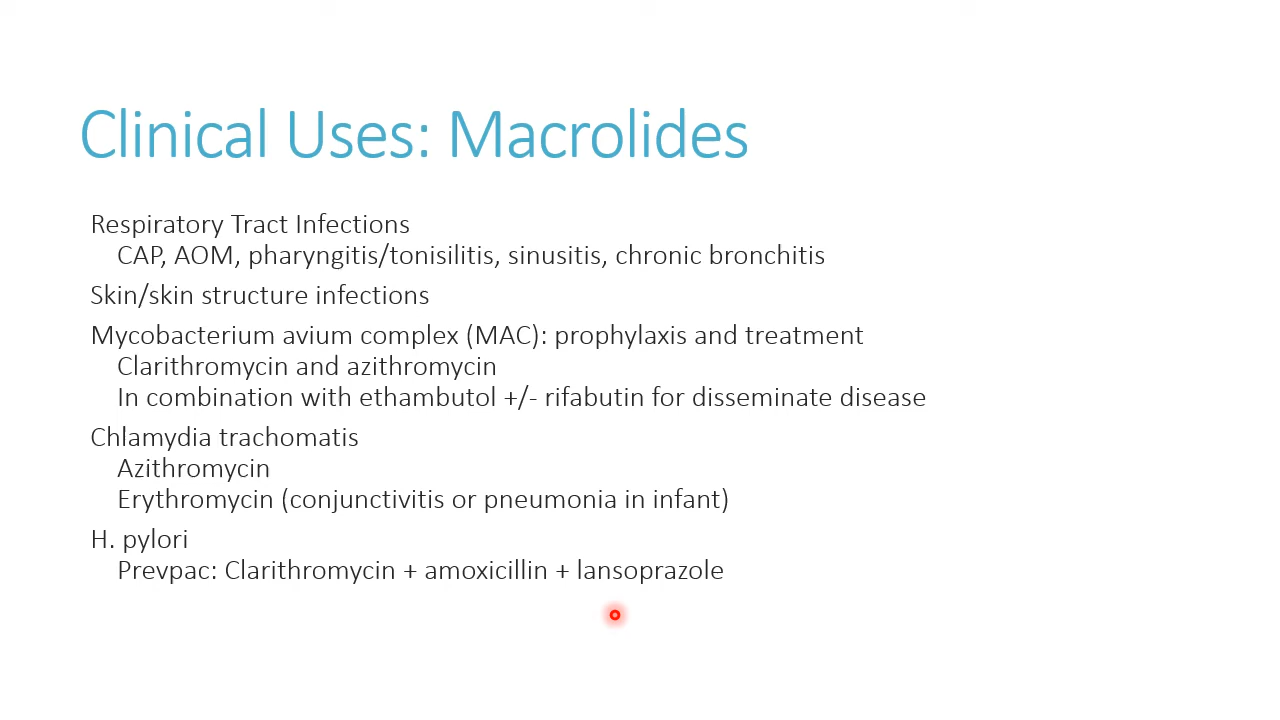 Clinical Uses: Macrolides
Respiratory Tract Infections
CAP, AOM, pharyngitis/tonisilitis, sinusitis, chronic bronchitis
Skin/skin structure infections
Mycobacterium avium complex (MAC): prophylaxis and treatment
Clarithromycin and azithromycin
In combination with ethambutol +/- rifabutin for disseminate disease
Chlamydia trachomatis
Azithromycin
Erythromycin (conjunctivitis or pneumonia in infant)
H. pylori
Prevpac: Clarithromycin + amoxicillin + lansoprazole